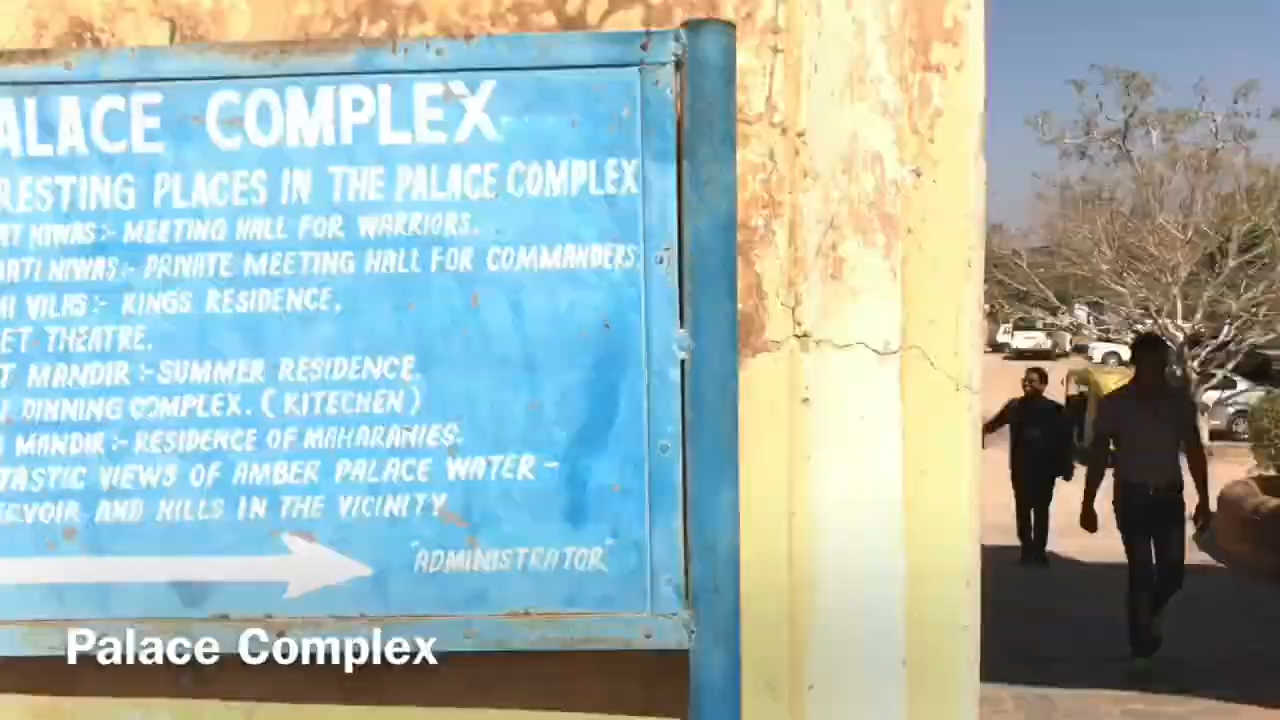 ALACE COMPLEX
RESTING PLACES IN THE PALACE COMPLEX
AT NIWAS:- MEETING HALL FOR WARRIORS.
ARTI NIWAS:- PRIVATE MEETING HALL FOR COMMANDERS.
HI VILAS:- KINGS RESIDENCE.
ET THEATRE.
T MANDIR:-SUMMER RESIDENCE.
DINNING COMPLEX. (KITECHEN)
MANDIR:- RESIDENCE OF MAHARANIES.
TASTIC VIEWS OF AMBER PALACE WATER-
ERVOIR AND HILLS IN THE VICINITY.
"ADMINISTRATOR"
Palace Complex